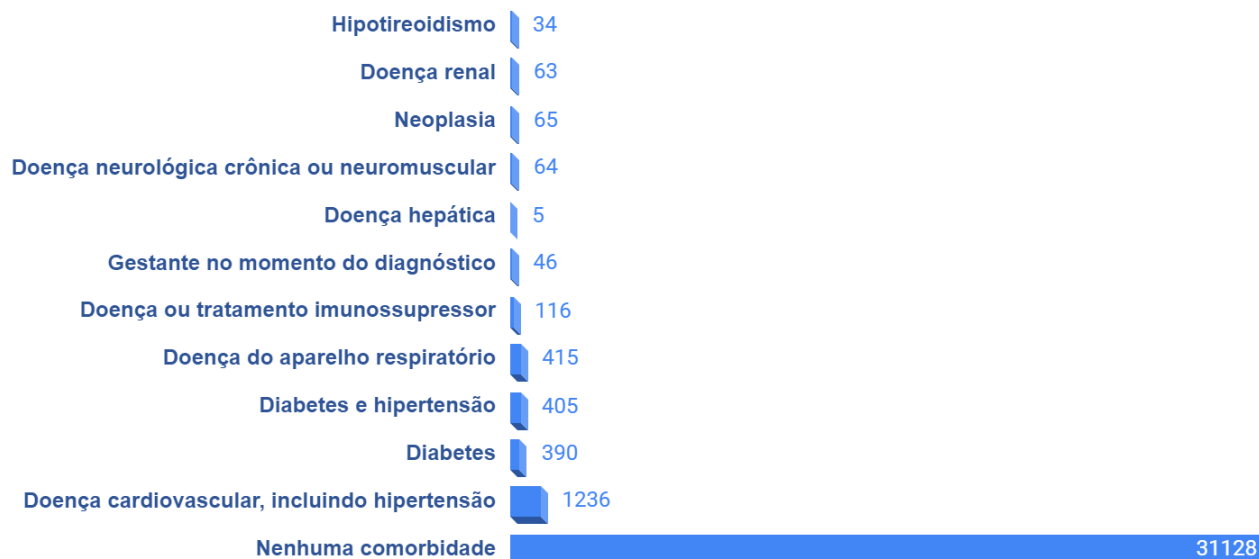 Hipotireoidismo 34
Doença renal 63
Neoplasia 65
Doença neurológica crônica ou neuromuscular 64
Doença hepática 5
Gestante no momento do diagnóstico 46
Doença ou tratamento imunossupressor 116
Doença do aparelho respiratório 415
Diabetes e hipertensão 405
Diabetes 390
Doença cardiovascular, incluindo hipertensão 1236
Nenhuma comorbidade 31128